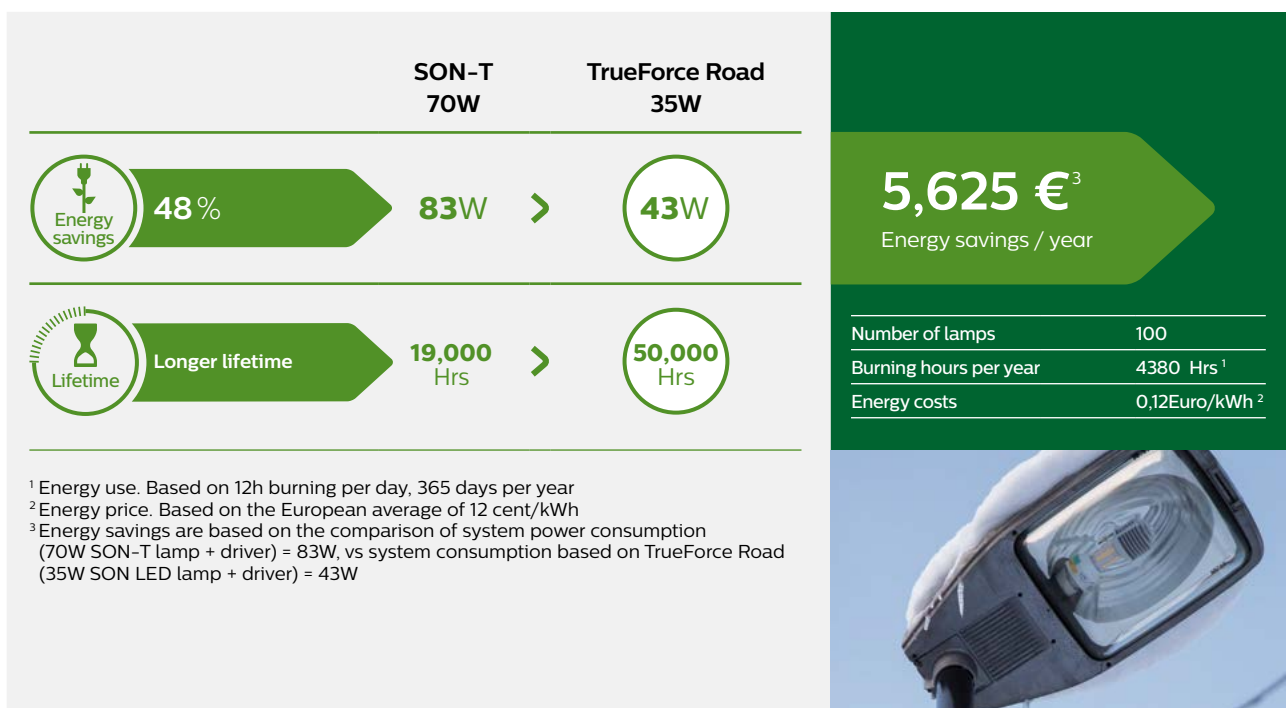 SON-T
70W
TrueForce Road
35W
Energy
savings
48 %
83W
>
43W
Lifetime
Longer lifetime
19,000
Hrs
>
50,000
Hrs
5,625 €³
Energy savings / year
Number of lamps 100
Burning hours per year 4380 Hrs ¹
Energy costs 0,12Euro/kWh ²
¹ Energy use. Based on 12h burning per day, 365 days per year
² Energy price. Based on the European average of 12 cent/kWh
³ Energy savings are based on the comparison of system power consumption
(70W SON-T lamp + driver) = 83W, vs system consumption based on TrueForce Road
(35W SON LED lamp + driver) = 43W